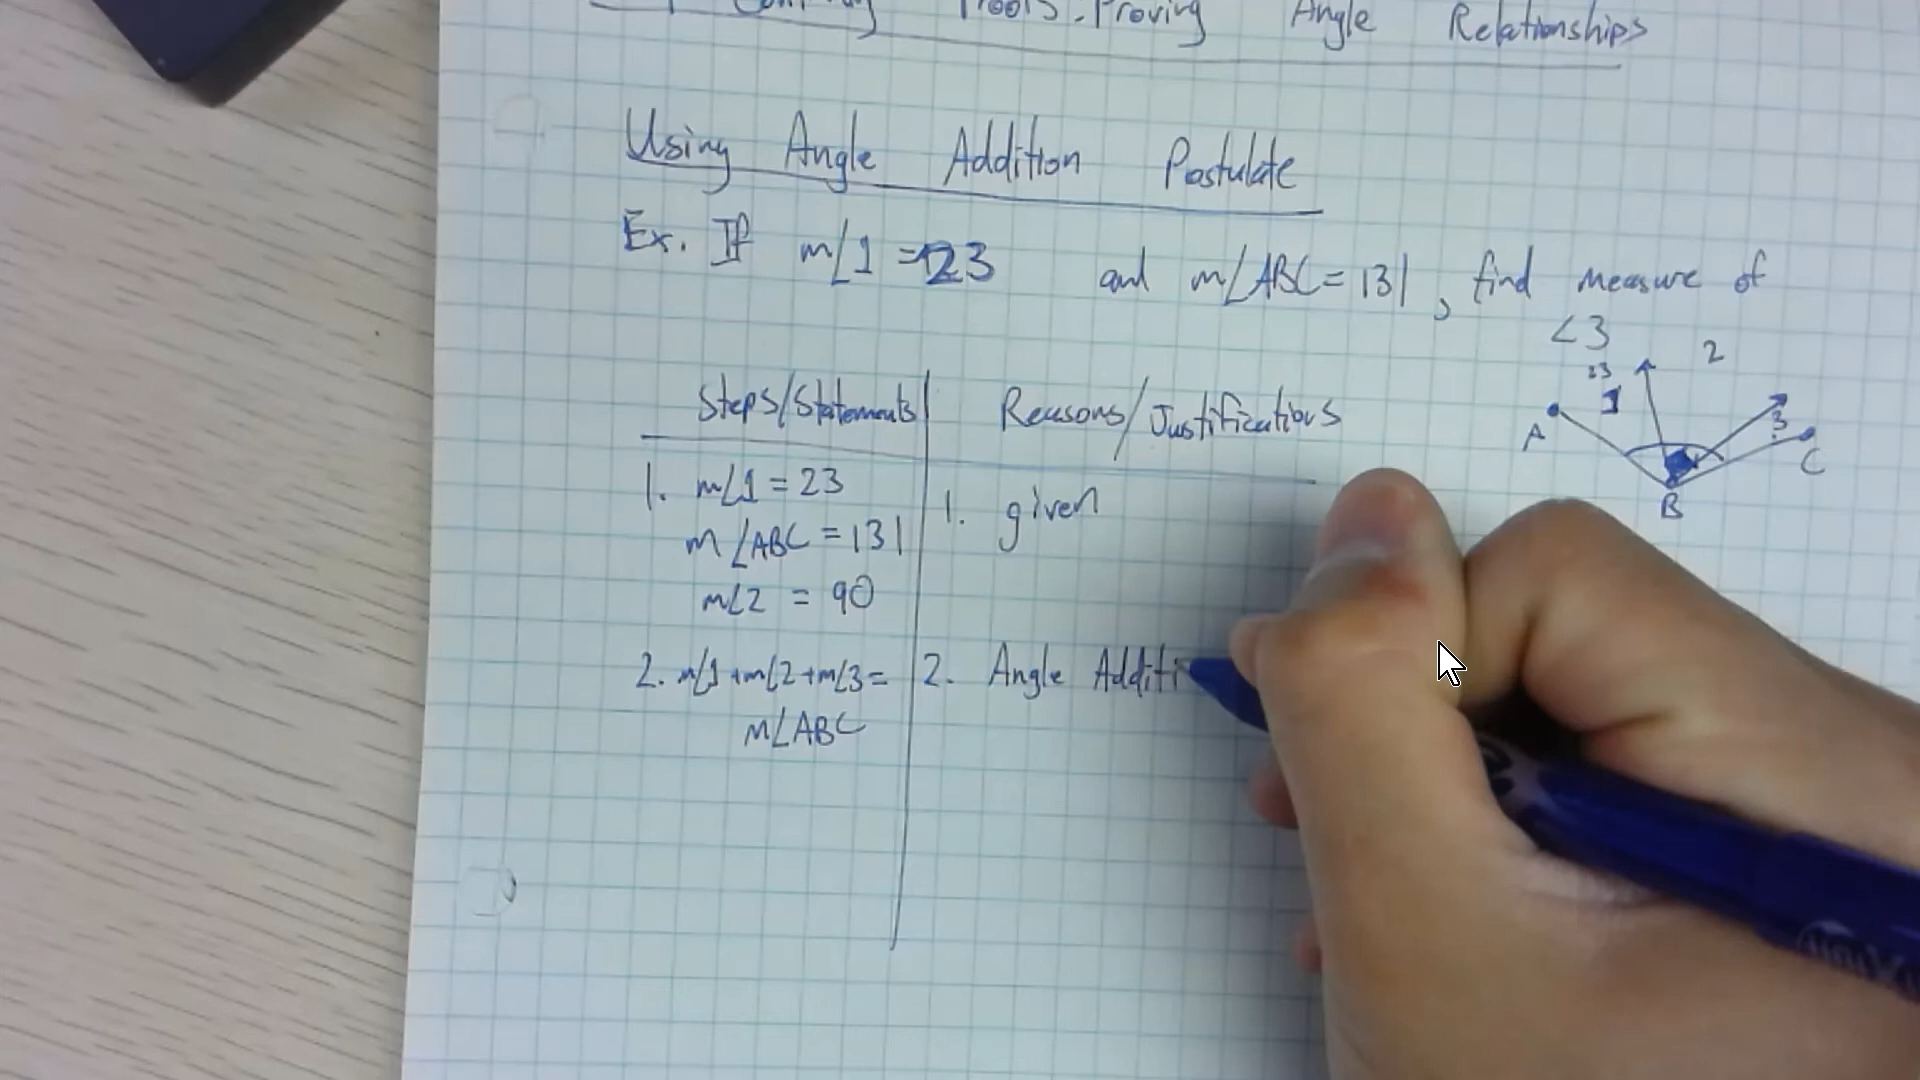 Proofs - Proving Angle Relationships
Using Angle Addition Postulate
Ex. If m∠1 = 23 and m∠ABC = 131, find measure of
∠3
Steps/Statements Reasons/Justifications
1. m∠1 = 23
m∠ABC = 131
m∠2 = 90
1. given
2. m∠1 + m∠2 + m∠3 =
m∠ABC
2. Angle Additi
23
2
1
3
A
B
C